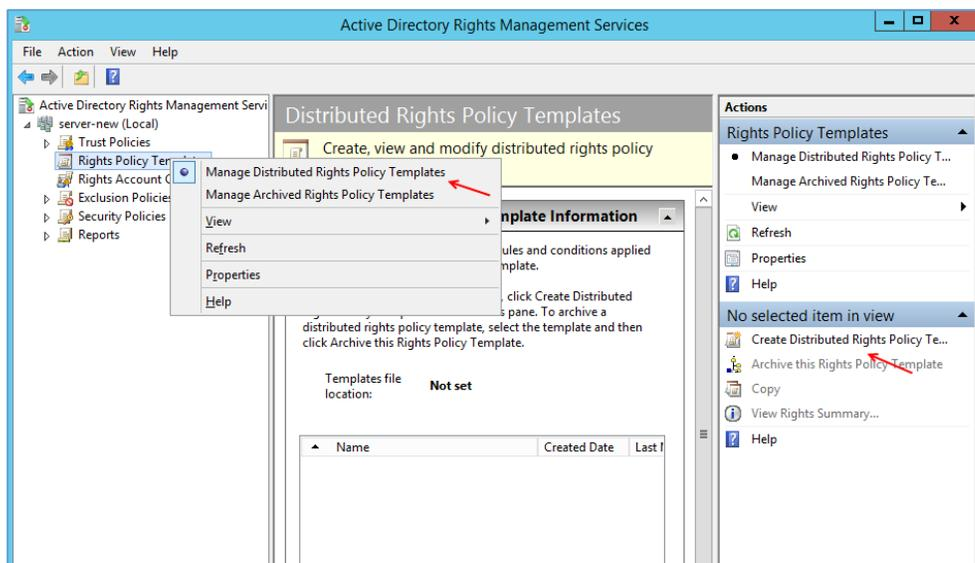 Active Directory Rights Management Services
File Action View Help
Active Directory Rights Management Servi
server-new (Local)
Trust Policies
Rights Policy Tem
Rights Account C
Exclusion Policies
Security Policies
Reports
Manage Distributed Rights Policy Templates
Manage Archived Rights Policy Templates
View
Refresh
Properties
Help
Distributed Rights Policy Templates
Create, view and modify distributed rights policy
mplate Information
ules and conditions applied
mplate.
, click Create Distributed
s pane. To archive a
distributed rights policy template, select the template and then
click Archive this Rights Policy Template.
Templates file
location:
Not set
Name Created Date Last M
Actions
Rights Policy Templates
Manage Distributed Rights Policy T...
Manage Archived Rights Policy Te...
View
Refresh
Properties
Help
No selected item in view
Create Distributed Rights Policy Te...
Archive this Rights Policy Template
Copy
View Rights Summary...
Help